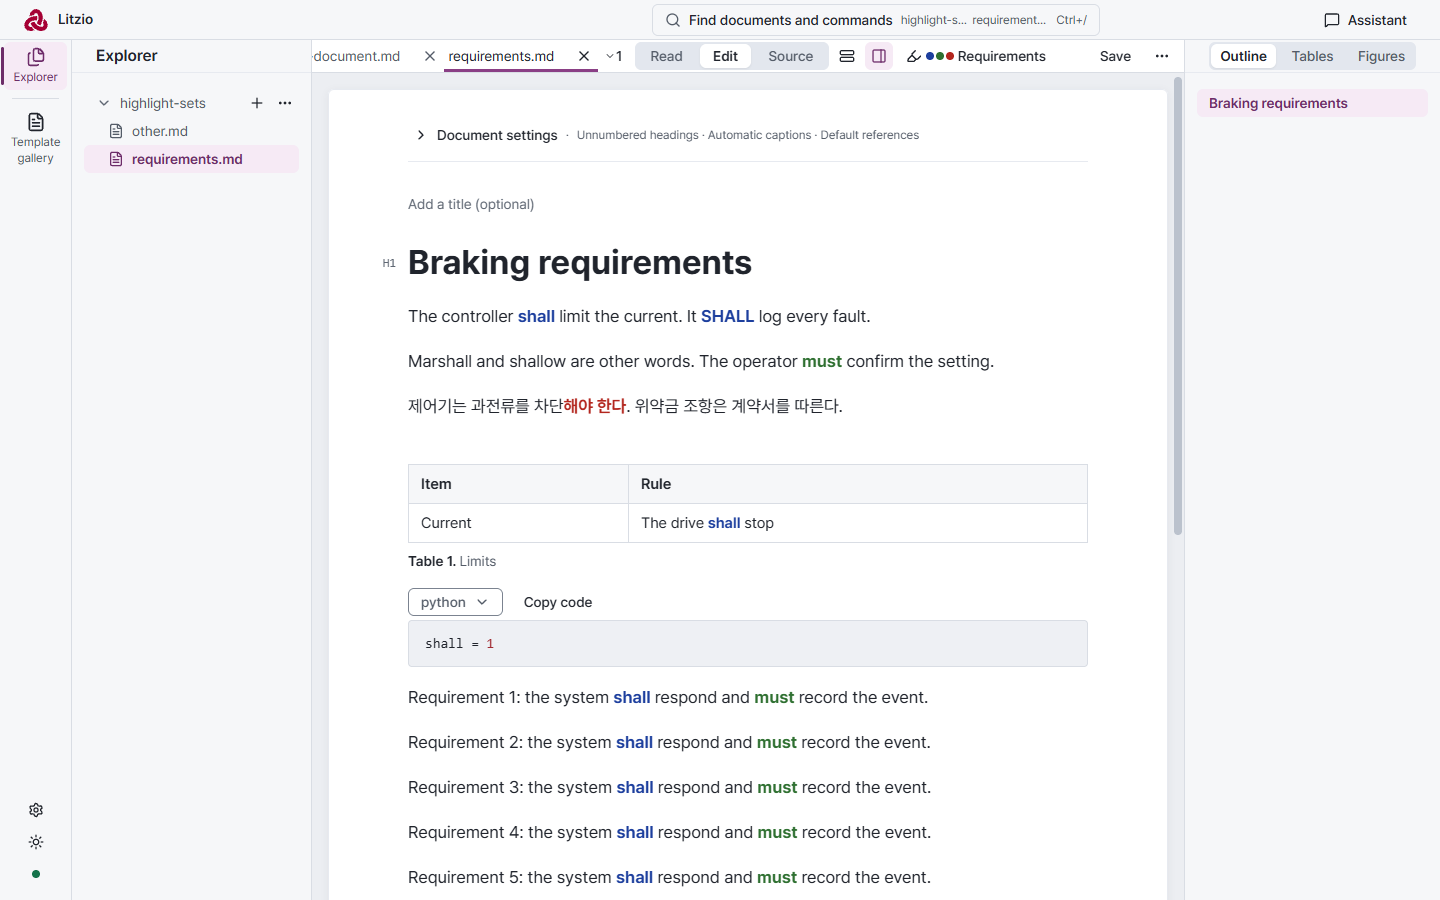 Litzio
Find documents and commands highlight-s... requirement... Ctrl+/
Assistant
Explorer
Template
gallery
Explorer
highlight-sets
other.md
requirements.md
document.md
requirements.md
1
Read Edit Source
Requirements
Save
Document settings · Unnumbered headings · Automatic captions · Default references
Add a title (optional)
H1 Braking requirements
The controller shall limit the current. It SHALL log every fault.
Marshall and shallow are other words. The operator must confirm the setting.
제어기는 과전류를 차단해야 한다. 위약금 조항은 계약서를 따른다.
Item Rule
Current The drive shall stop
Table 1. Limits
python Copy code
shall = 1
Requirement 1: the system shall respond and must record the event.
Requirement 2: the system shall respond and must record the event.
Requirement 3: the system shall respond and must record the event.
Requirement 4: the system shall respond and must record the event.
Requirement 5: the system shall respond and must record the event.
Outline Tables Figures
Braking requirements